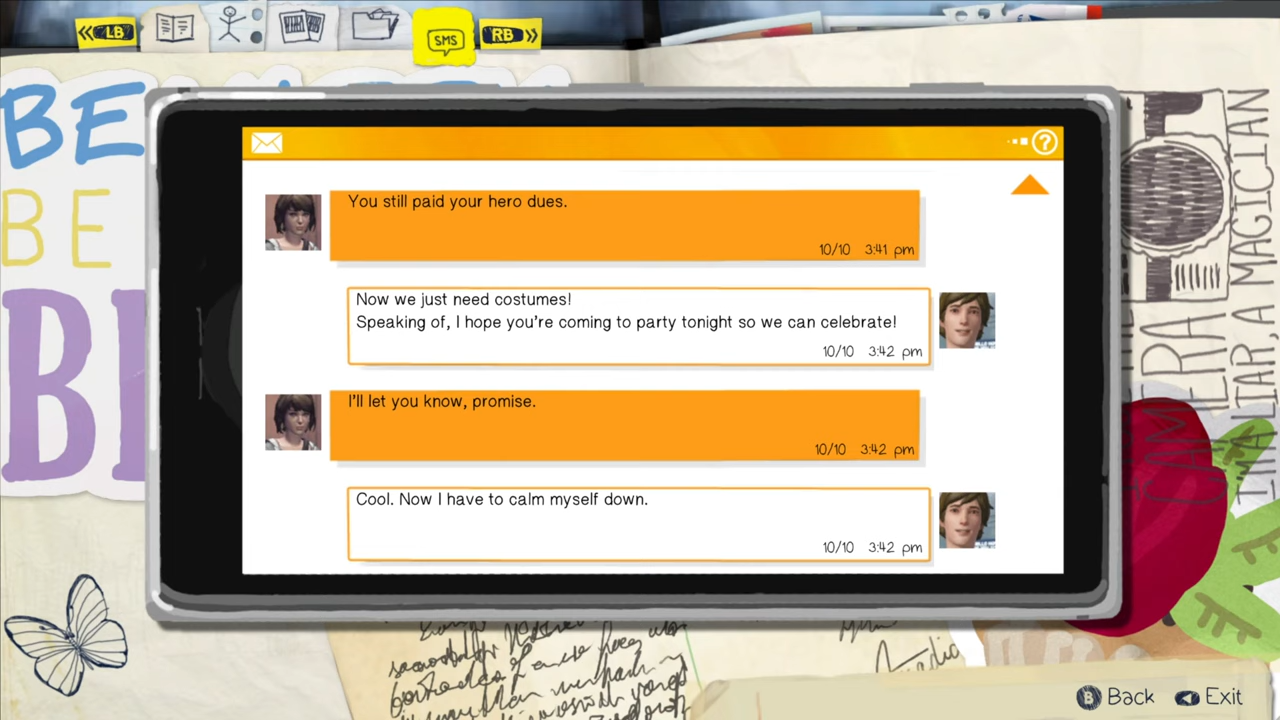 LB
SMS
RB
BE
BE
You still paid your hero dues.
10/10 3:41 pm
Now we just need costumes!
Speaking of, I hope you're coming to party tonight so we can celebrate!
10/10 3:42 pm
I'll let you know, promise.
10/10 3:42 pm
Cool. Now I have to calm myself down.
10/10 3:42 pm
CAMERA
I'M A LIAR, A MAGICIAN
B Back
Exit